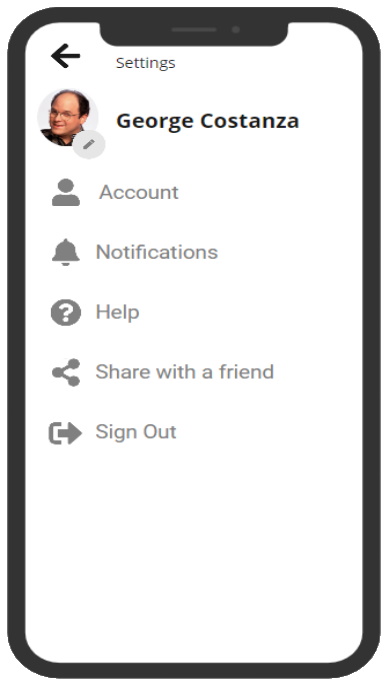 Settings
George Costanza
Account
Notifications
Help
Share with a friend
Sign Out